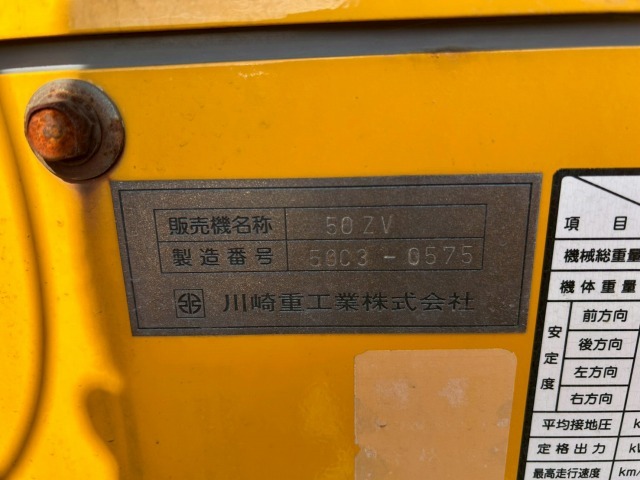 販売機名称 50ZV
製造番号 50C3-0575
川崎重工業株式会社
項目
機械総重量
機体重量
安定度
前方向
後方向
左方向
右方向
平均接地圧 k
定格出力 kW
最高走行速度 km/